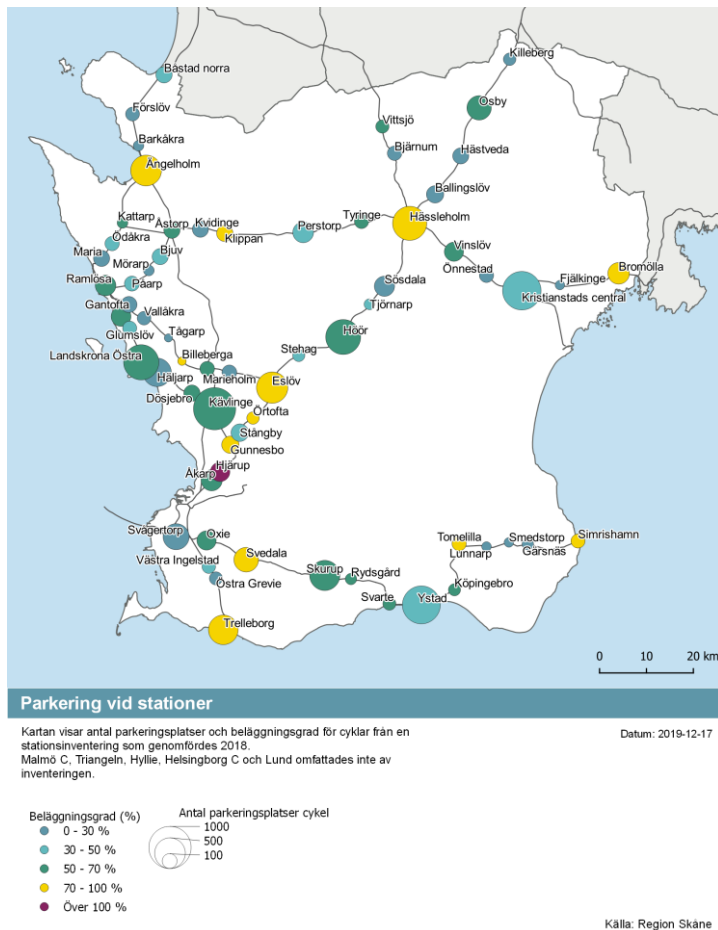 Killeberg
Båstad norra
Osby
Förslöv
Vittsjö
Barkåkra
Bjärnum
Hästveda
Ängelholm
Ballingslöv
Kattarp
Åstorp
Kvidinge
Tyringe
Hässleholm
Ödåkra
Klippan
Perstorp
Maria
Bjuv
Vinslöv
Mörarp
Önnestad
Bromölla
Ramlösa
Påarp
Sösdala
Fjälkinge
Kristianstads central
Gantofta
Vallåkra
Tjörnarp
Glumslöv
Tågarp
Höör
Landskrona Östra
Billeberga
Stehag
Häljarp
Marieholm
Eslöv
Dösjebro
Kävlinge
Örtofta
Stångby
Gunnesbo
Hjärup
Åkarp
Svågertorp
Oxie
Tomelilla
Smedstorp
Simrishamn
Västra Ingelstad
Svedala
Lunnarp
Gärsnäs
Östra Grevie
Skurup
Rydsgård
Köpingebro
Svarte
Ystad
Trelleborg
0 10 20 km
Parkering vid stationer
Kartan visar antal parkeringsplatser och beläggningsgrad för cyklar från en
stationsinventering som genomfördes 2018.
Malmö C, Triangeln, Hyllie, Helsingborg C och Lund omfattades inte av
inventeringen.
Datum: 2019-12-17
Beläggningsgrad (%)
0 - 30 %
30 - 50 %
50 - 70 %
70 - 100 %
Över 100 %
Antal parkeringsplatser cykel
1000
500
100
Källa: Region Skåne